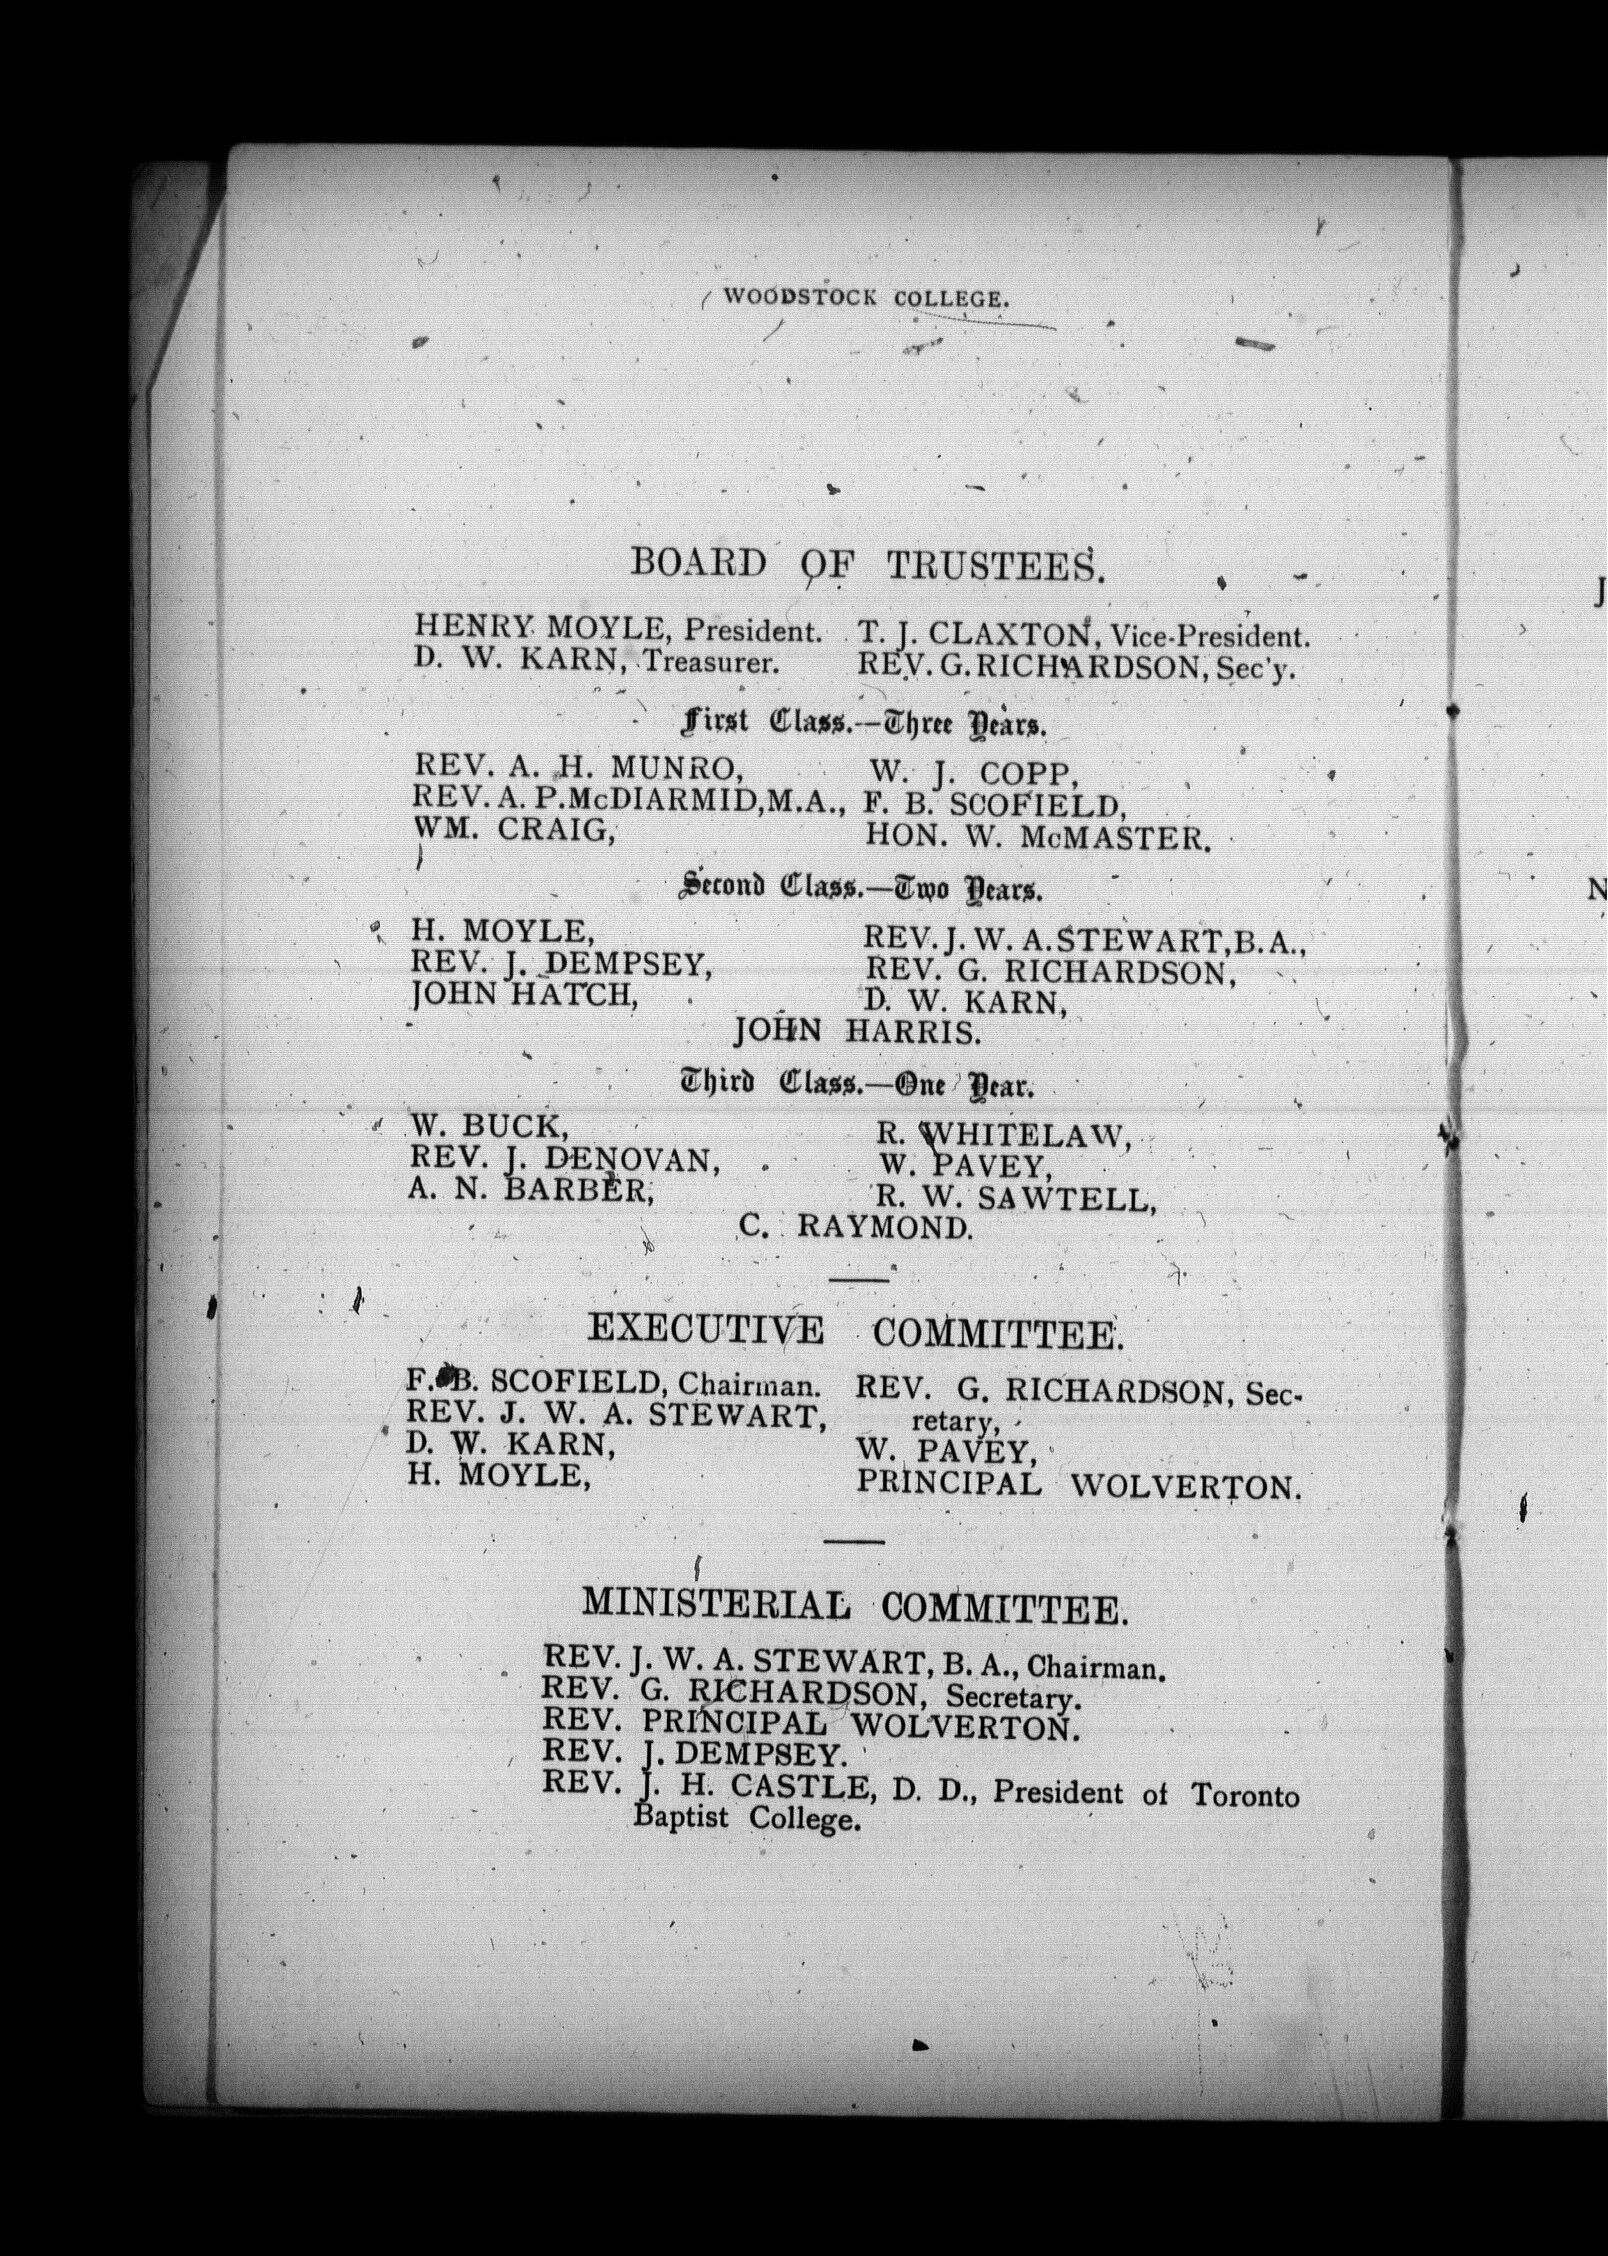 WOODSTOCK COLLEGE.
BOARD OF TRUSTEES.
HENRY MOYLE, President. T. J. CLAXTON, Vice-President.
D. W. KARN, Treasurer. REV. G. RICHARDSON, Sec'y.
First Class.—Three Years.
REV. A. H. MUNRO, W. J. COPP,
REV. A. P. McDIARMID, M.A., F. B. SCOFIELD,
WM. CRAIG, HON. W. McMASTER.
Second Class.—Two Years.
H. MOYLE, REV. J. W. A. STEWART, B. A.,
REV. J. DEMPSEY, REV. G. RICHARDSON,
JOHN HATCH, D. W. KARN,
JOHN HARRIS.
Third Class.—One Year.
W. BUCK, R. WHITELAW,
REV. J. DENOVAN, W. PAVEY,
A. N. BARBER, R. W. SAWTELL,
C. RAYMOND.
EXECUTIVE COMMITTEE.
F. B. SCOFIELD, Chairman. REV. G. RICHARDSON, Sec-
REV. J. W. A. STEWART, retary,
D. W. KARN, W. PAVEY,
H. MOYLE, PRINCIPAL WOLVERTON.
MINISTERIAL COMMITTEE.
REV. J. W. A. STEWART, B. A., Chairman.
REV. G. RICHARDSON, Secretary.
REV. PRINCIPAL WOLVERTON.
REV. J. DEMPSEY.
REV. J. H. CASTLE, D. D., President of Toronto
Baptist College.